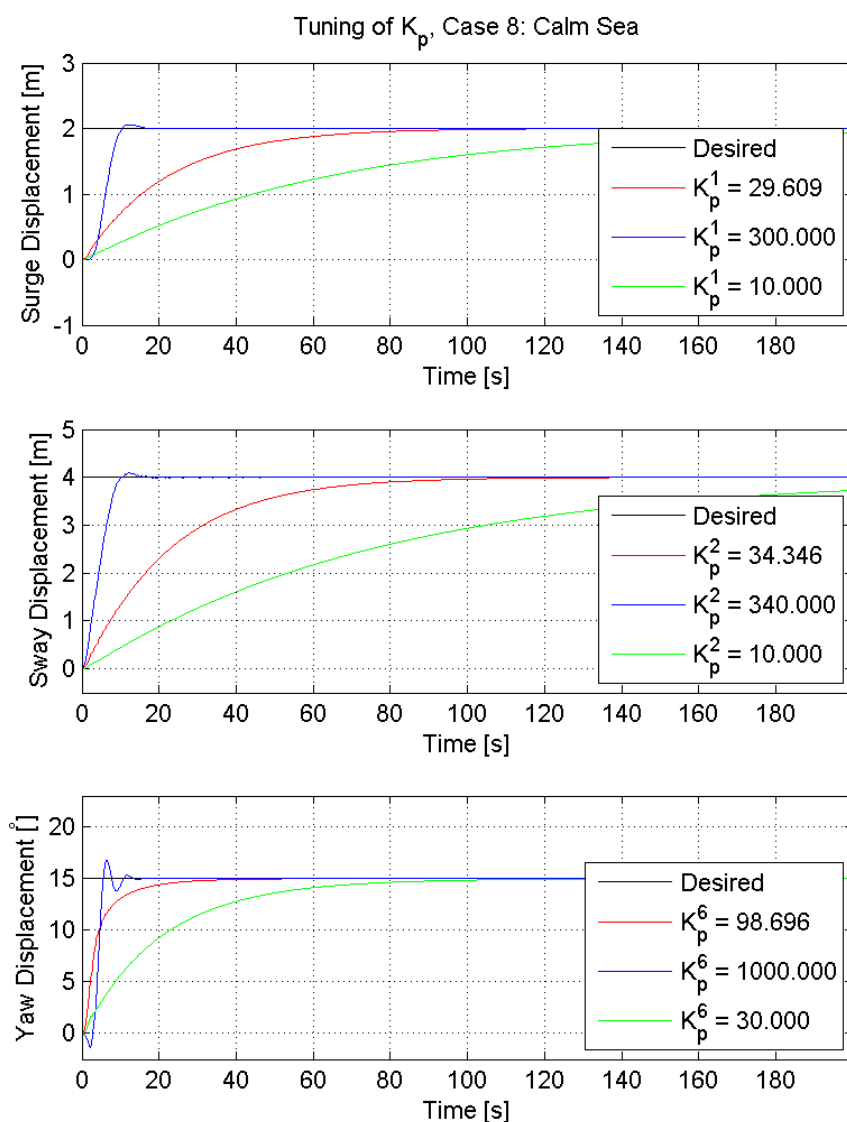 Tuning of Kp, Case 8: Calm Sea
3
2
1
0
-1
Surge Displacement [m]
Desired
K_p^1 = 29.609
K_p^1 = 300.000
K_p^1 = 10.000
0 20 40 60 80 100 120 140 160 180
Time [s]
5
4
3
2
1
0
Sway Displacement [m]
Desired
K_p^2 = 34.346
K_p^2 = 340.000
K_p^2 = 10.000
0 20 40 60 80 100 120 140 160 180
Time [s]
20
15
10
5
0
Yaw Displacement [°]
Desired
K_p^6 = 98.696
K_p^6 = 1000.000
K_p^6 = 30.000
0 20 40 60 80 100 120 140 160 180
Time [s]